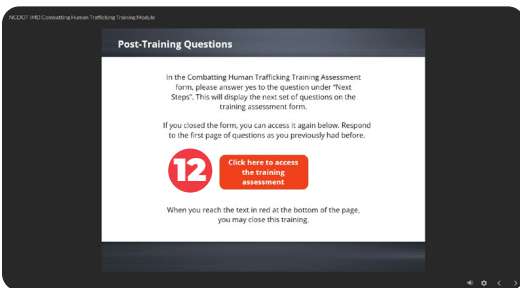 NCDOT IMD Combatting Human Trafficking Training Module
Post-Training Questions
In the Combatting Human Trafficking Training Assessment
form, please answer yes to the question under "Next
Steps". This will display the next set of questions on the
training assessment form.
If you closed the form, you can access it again below. Respond
to the first page of questions as you previously had before.
12
Click here to access
the training
assessment
When you reach the text in red at the bottom of the page,
you may close this training.